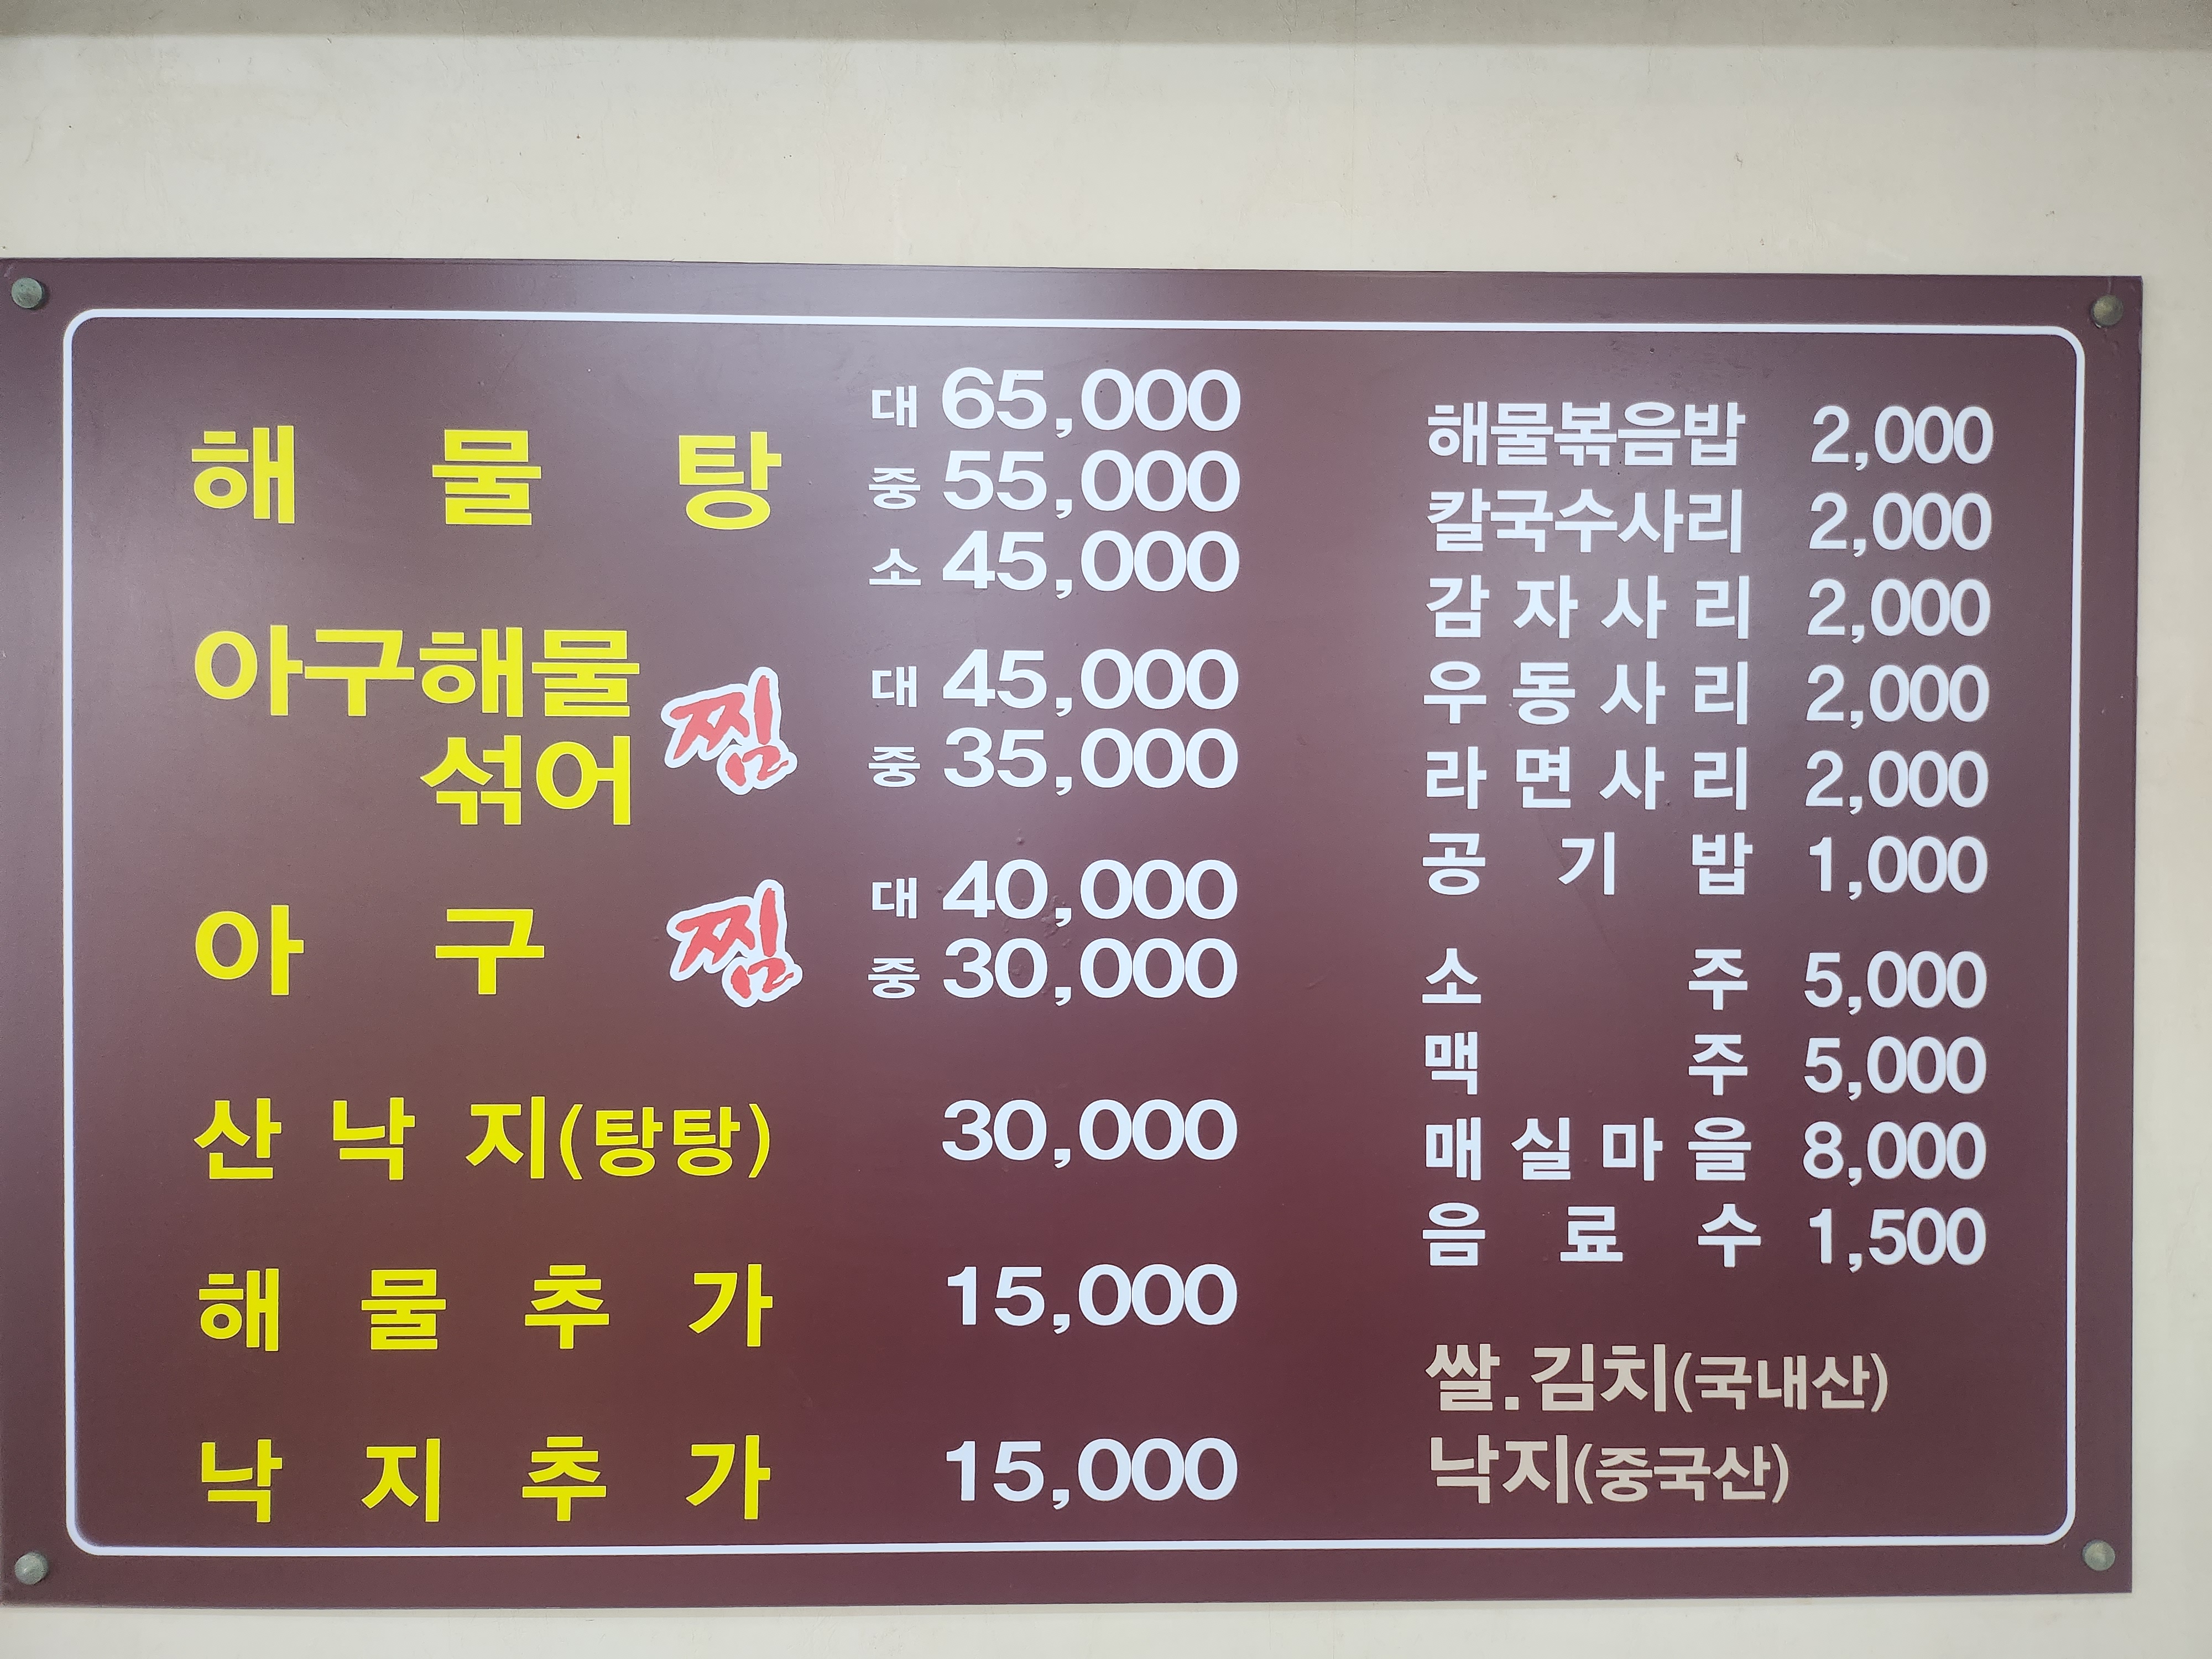 해물탕 대 65,000
중 55,000
소 45,000
아구해물
섞어 찜 대 45,000
중 35,000
아구찜 대 40,000
중 30,000
산낙지(탕탕) 30,000
해물추가 15,000
낙지추가 15,000
해물볶음밥 2,000
칼국수사리 2,000
감자사리 2,000
우동사리 2,000
라면사리 2,000
공기밥 1,000
소주 5,000
맥주 5,000
매실마을 8,000
음료수 1,500
쌀.김치(국내산)
낙지(중국산)